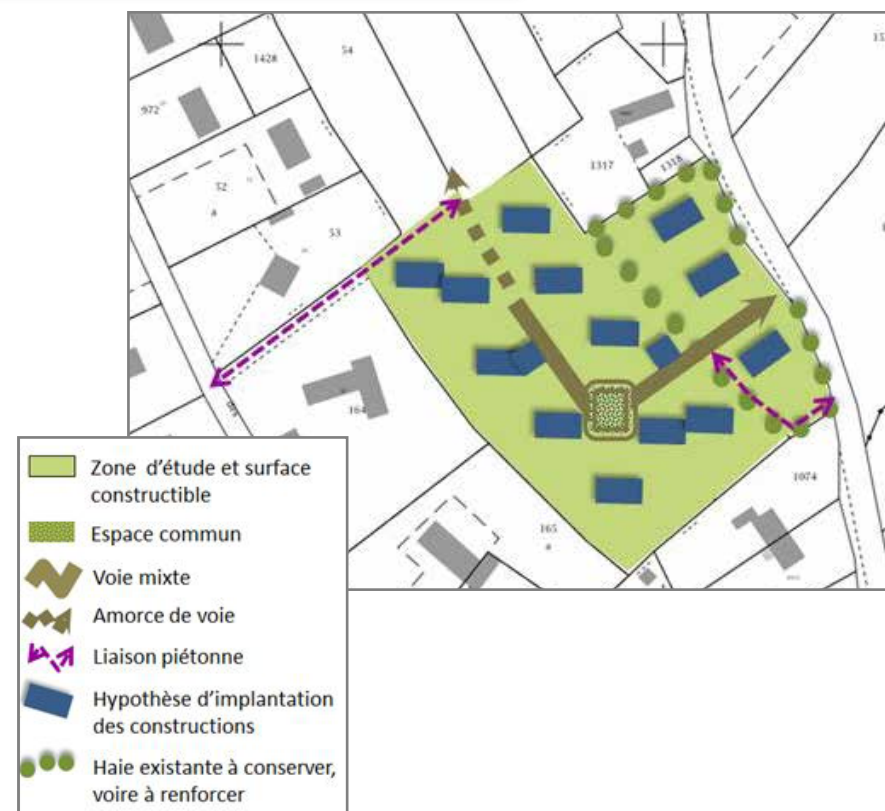 54
1428
972
52
a
53
1317
1318
164
des
165
a
1074
Zone d'étude et surface
constructible
Espace commun
Voie mixte
Amorce de voie
Liaison piétonne
Hypothèse d'implantation
des constructions
Haie existante à conserver,
voire à renforcer